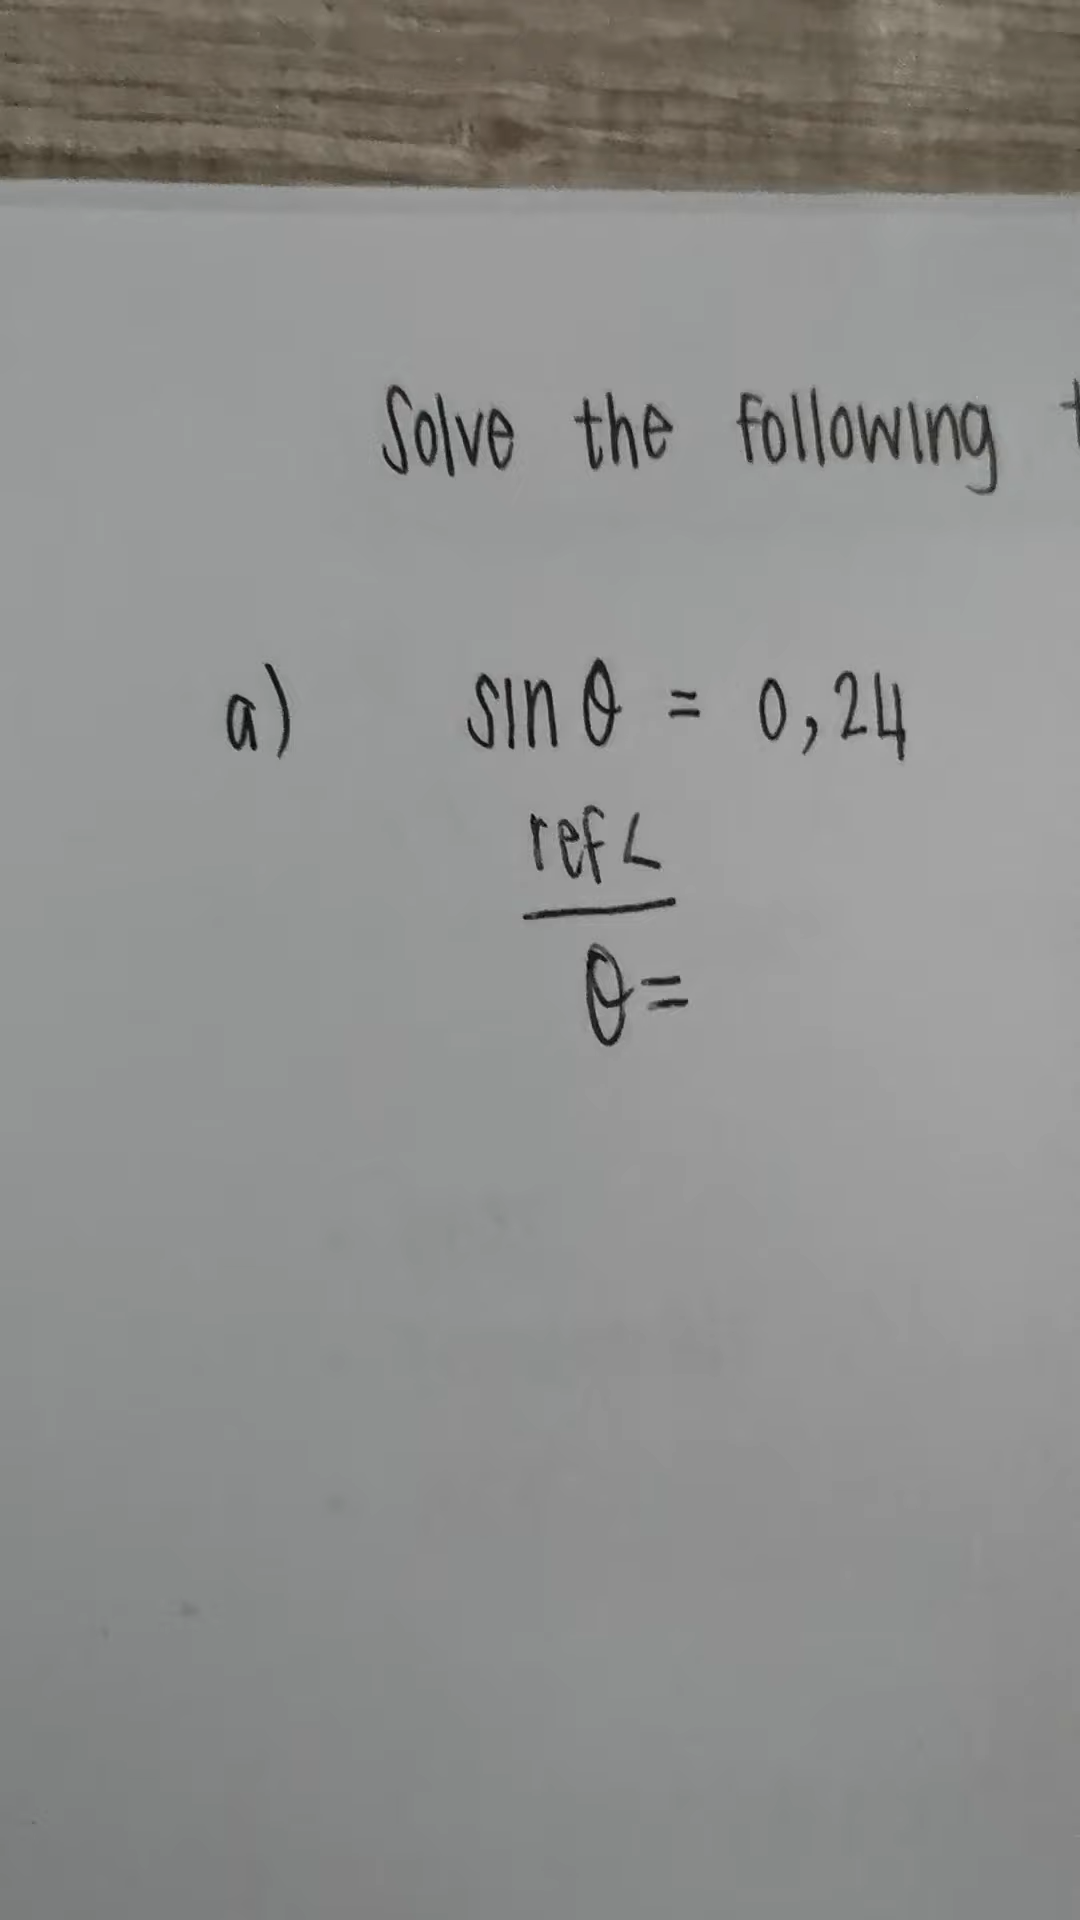 Solve the following
a) sin θ = 0,24
ref <
θ =